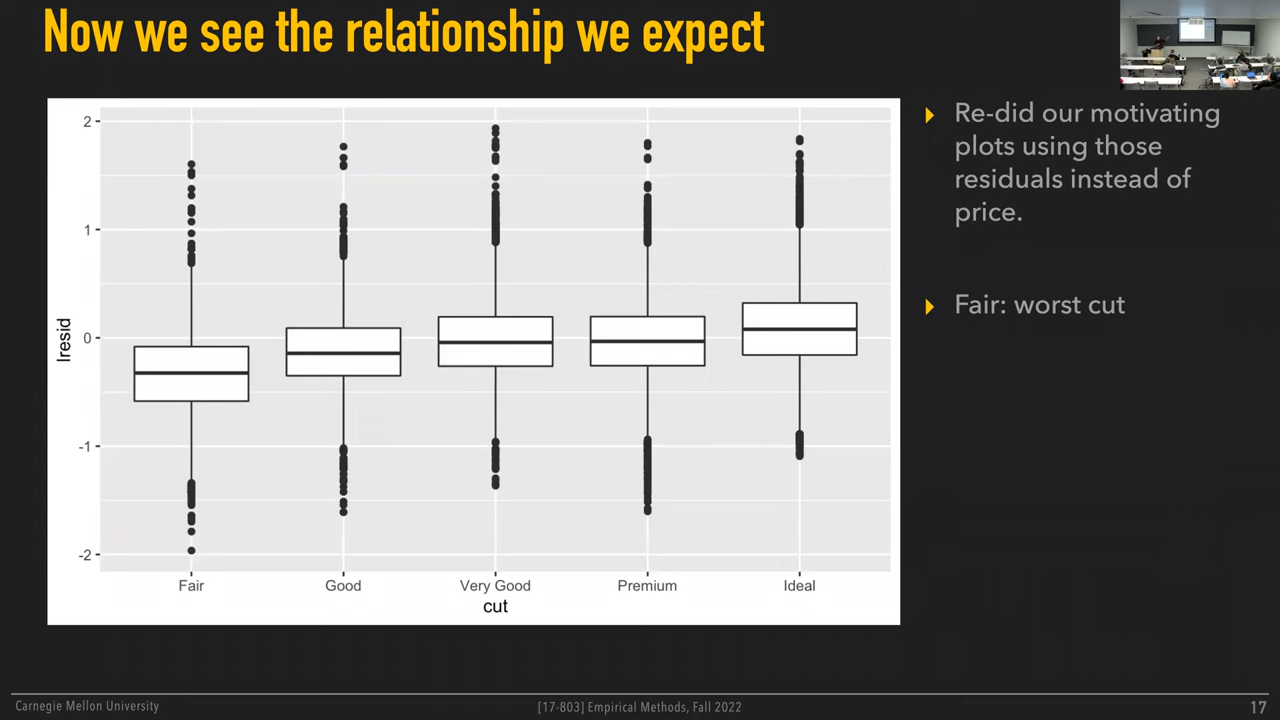 Now we see the relationship we expect
Re-did our motivating
plots using those
residuals instead of
price.
Fair: worst cut
2
1
0
-1
-2
lresid
Fair
Good
Very Good
Premium
Ideal
cut
Carnegie Mellon University
[17-803] Empirical Methods, Fall 2022
17